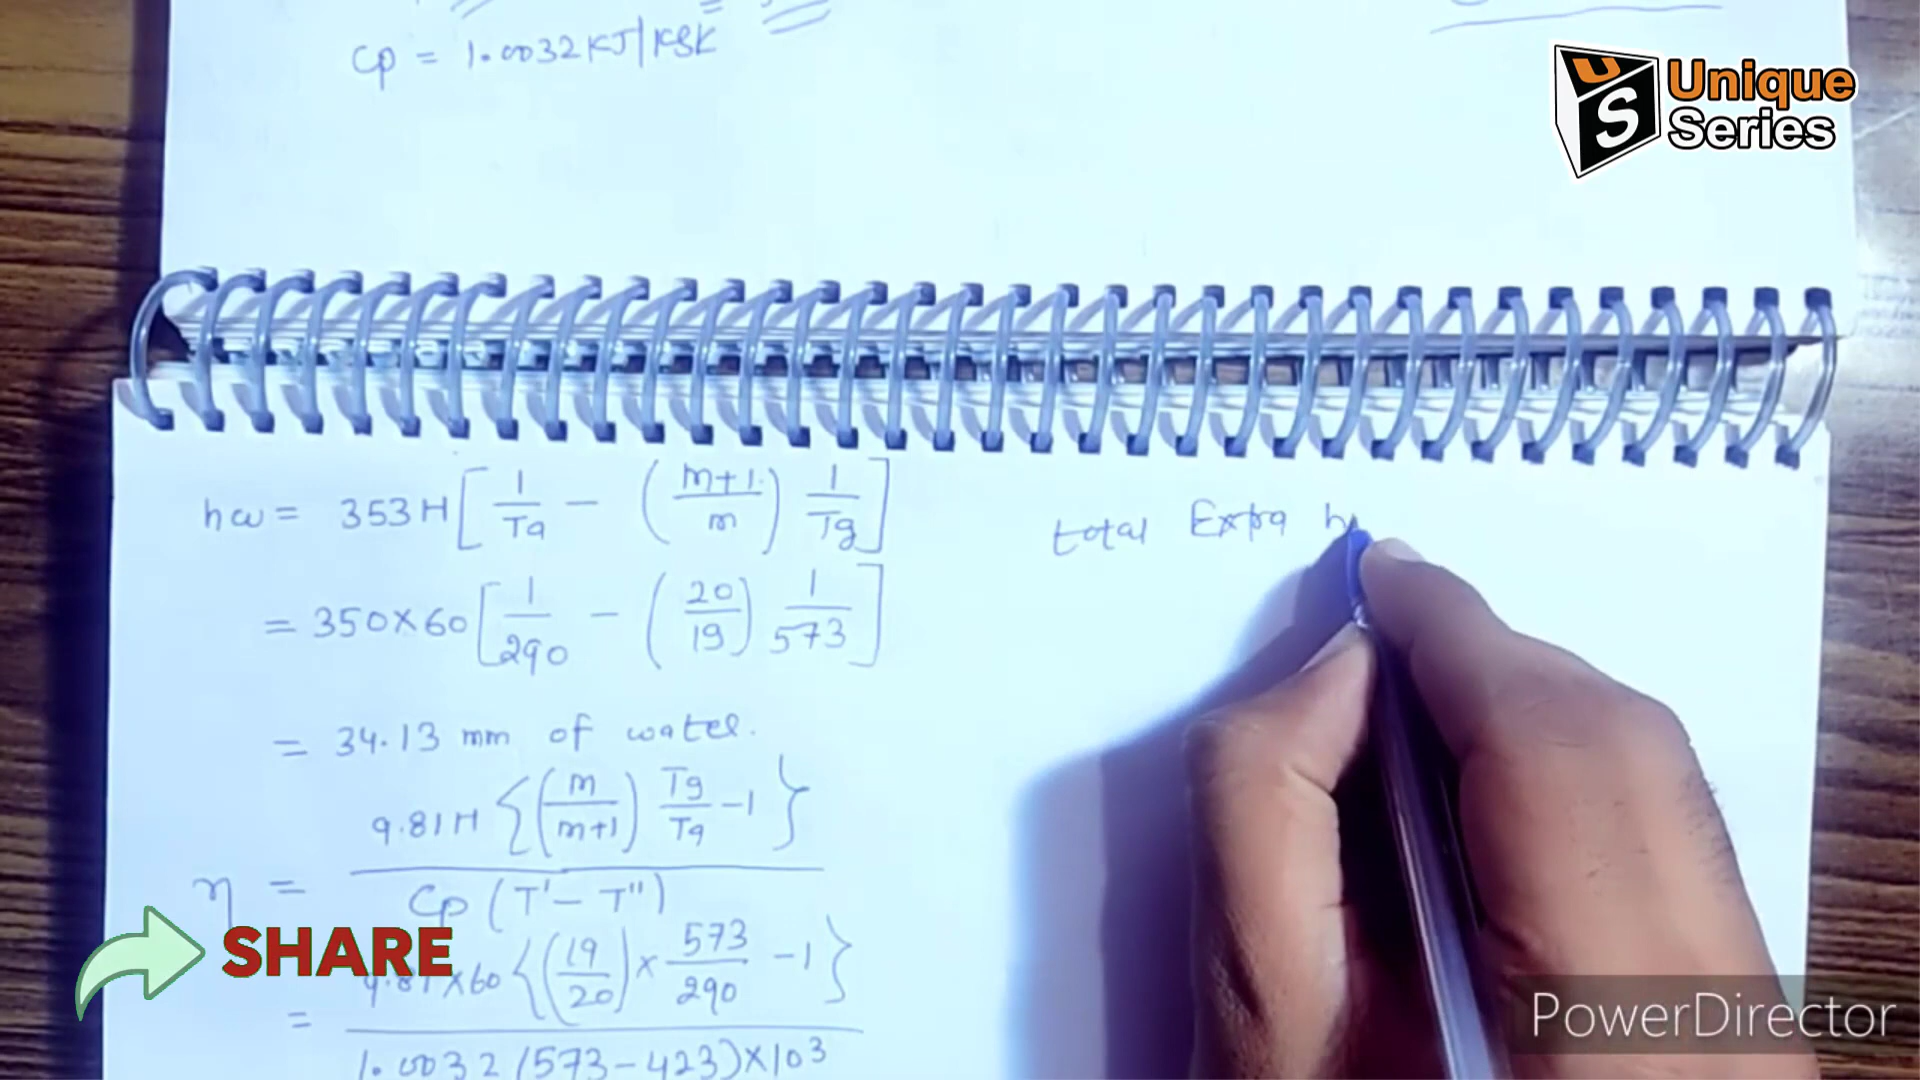 Cp = 1.0032 KJ/KgK
Unique
Series
hw = 353H [ 1/Ta - ( m+1/m ) 1/Tg ]
= 350×60 [ 1/290 - ( 20/19 ) 1/573 ]
= 34.13 mm of water.
η = 9.81H { ( m/m+1 ) Tg/Ta - 1 } / Cp (T' - T")
= 9.81×60 { ( 19/20 ) × 573/290 - 1 } / 1.0032 (573-423)×10³
total Extra
SHARE
PowerDirector